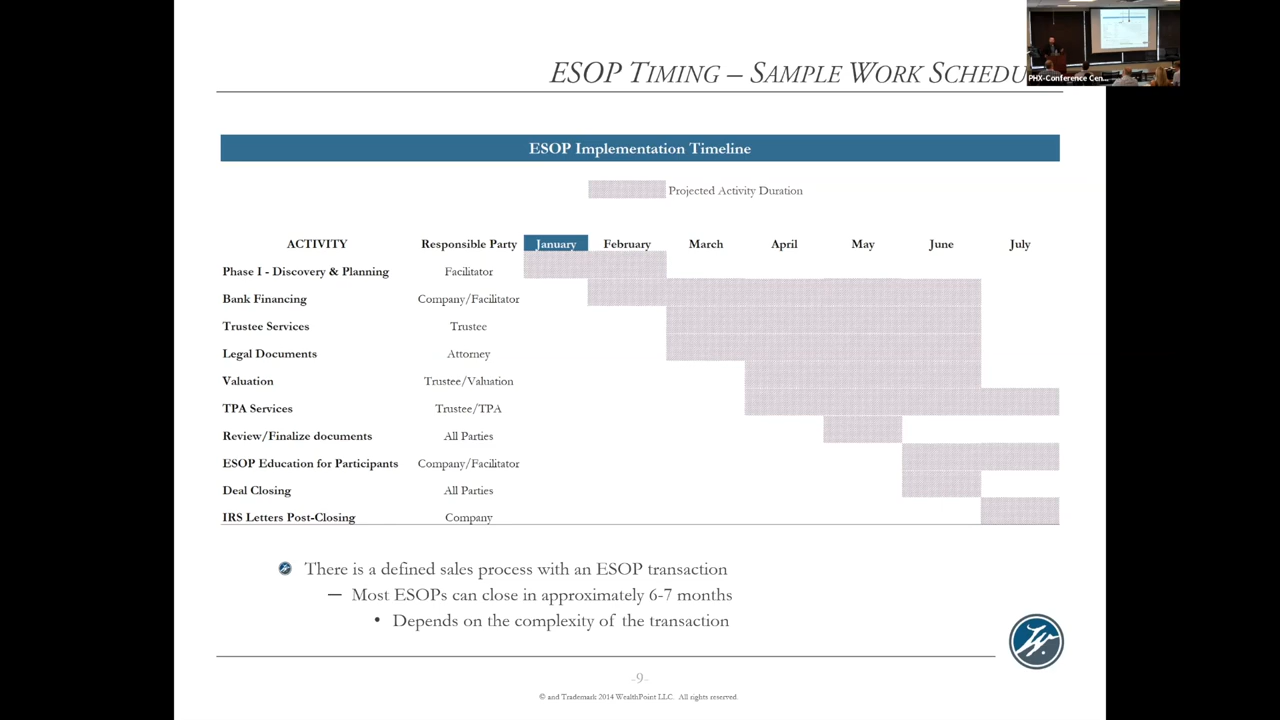 ESOP TIMING – SAMPLE WORK SCHEDU
PHX-Conference Cen...
ESOP Implementation Timeline
Projected Activity Duration
ACTIVITY Responsible Party January February March April May June July
Phase I - Discovery & Planning Facilitator
Bank Financing Company/Facilitator
Trustee Services Trustee
Legal Documents Attorney
Valuation Trustee/Valuation
TPA Services Trustee/TPA
Review/Finalize documents All Parties
ESOP Education for Participants Company/Facilitator
Deal Closing All Parties
IRS Letters Post-Closing Company
There is a defined sales process with an ESOP transaction
— Most ESOPs can close in approximately 6-7 months
• Depends on the complexity of the transaction
-9-
© and Trademark 2014 WealthPoint LLC. All rights reserved.